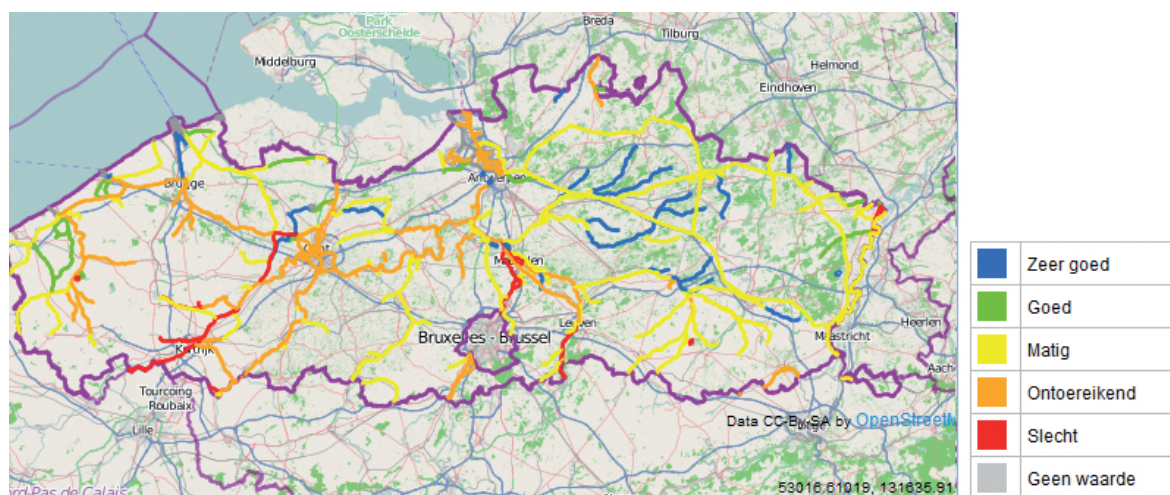 Park
Oosterschelde
Breda
Tilburg
Middelburg
Helmond
Eindhoven
Brugge
Antwerpen
Gent
Mechelen
Leuven
Bruxelles - Brussel
Maastricht
Heerlen
Kortrijk
Tourcoing
Roubaix
Lille
Data CC-By-SA by OpenStreetM
53016.61019, 131635.91
Zeer goed
Goed
Matig
Ontoereikend
Slecht
Geen waarde